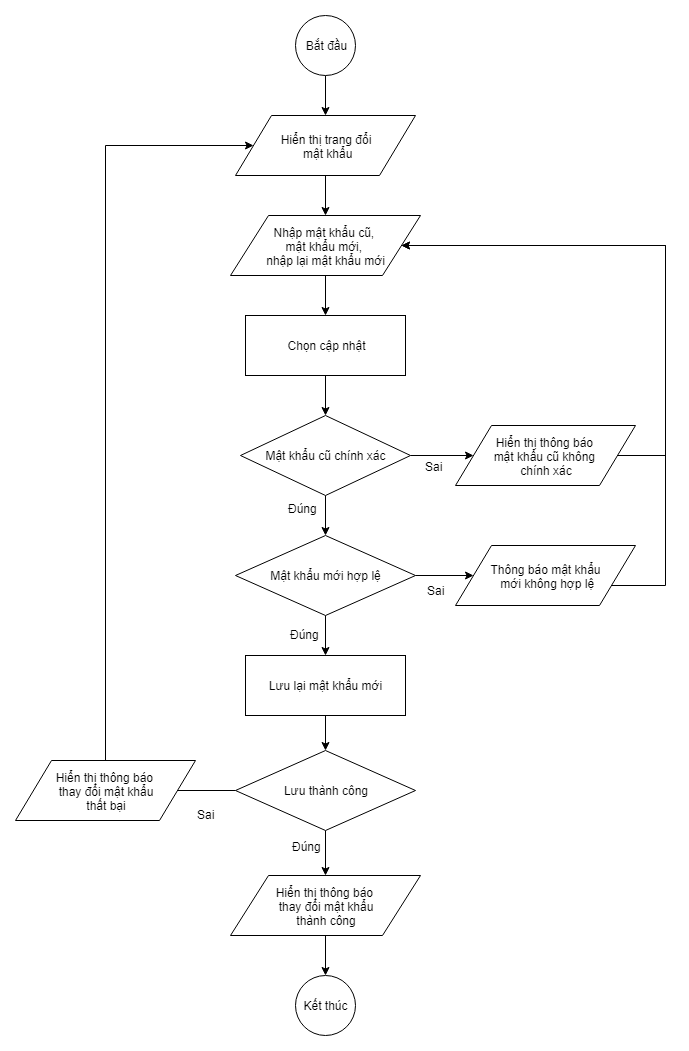 Bắt đầu
Hiển thị trang đổi
mật khẩu
Nhập mật khẩu cũ,
mật khẩu mới,
nhập lại mật khẩu mới
Chọn cập nhật
Mật khẩu cũ chính xác
Sai
Hiển thị thông báo
mật khẩu cũ không
chính xác
Đúng
Mật khẩu mới hợp lệ
Sai
Thông báo mật khẩu
mới không hợp lệ
Đúng
Lưu lại mật khẩu mới
Lưu thành công
Sai
Hiển thị thông báo
thay đổi mật khẩu
thất bại
Đúng
Hiển thị thông báo
thay đổi mật khẩu
thành công
Kết thúc